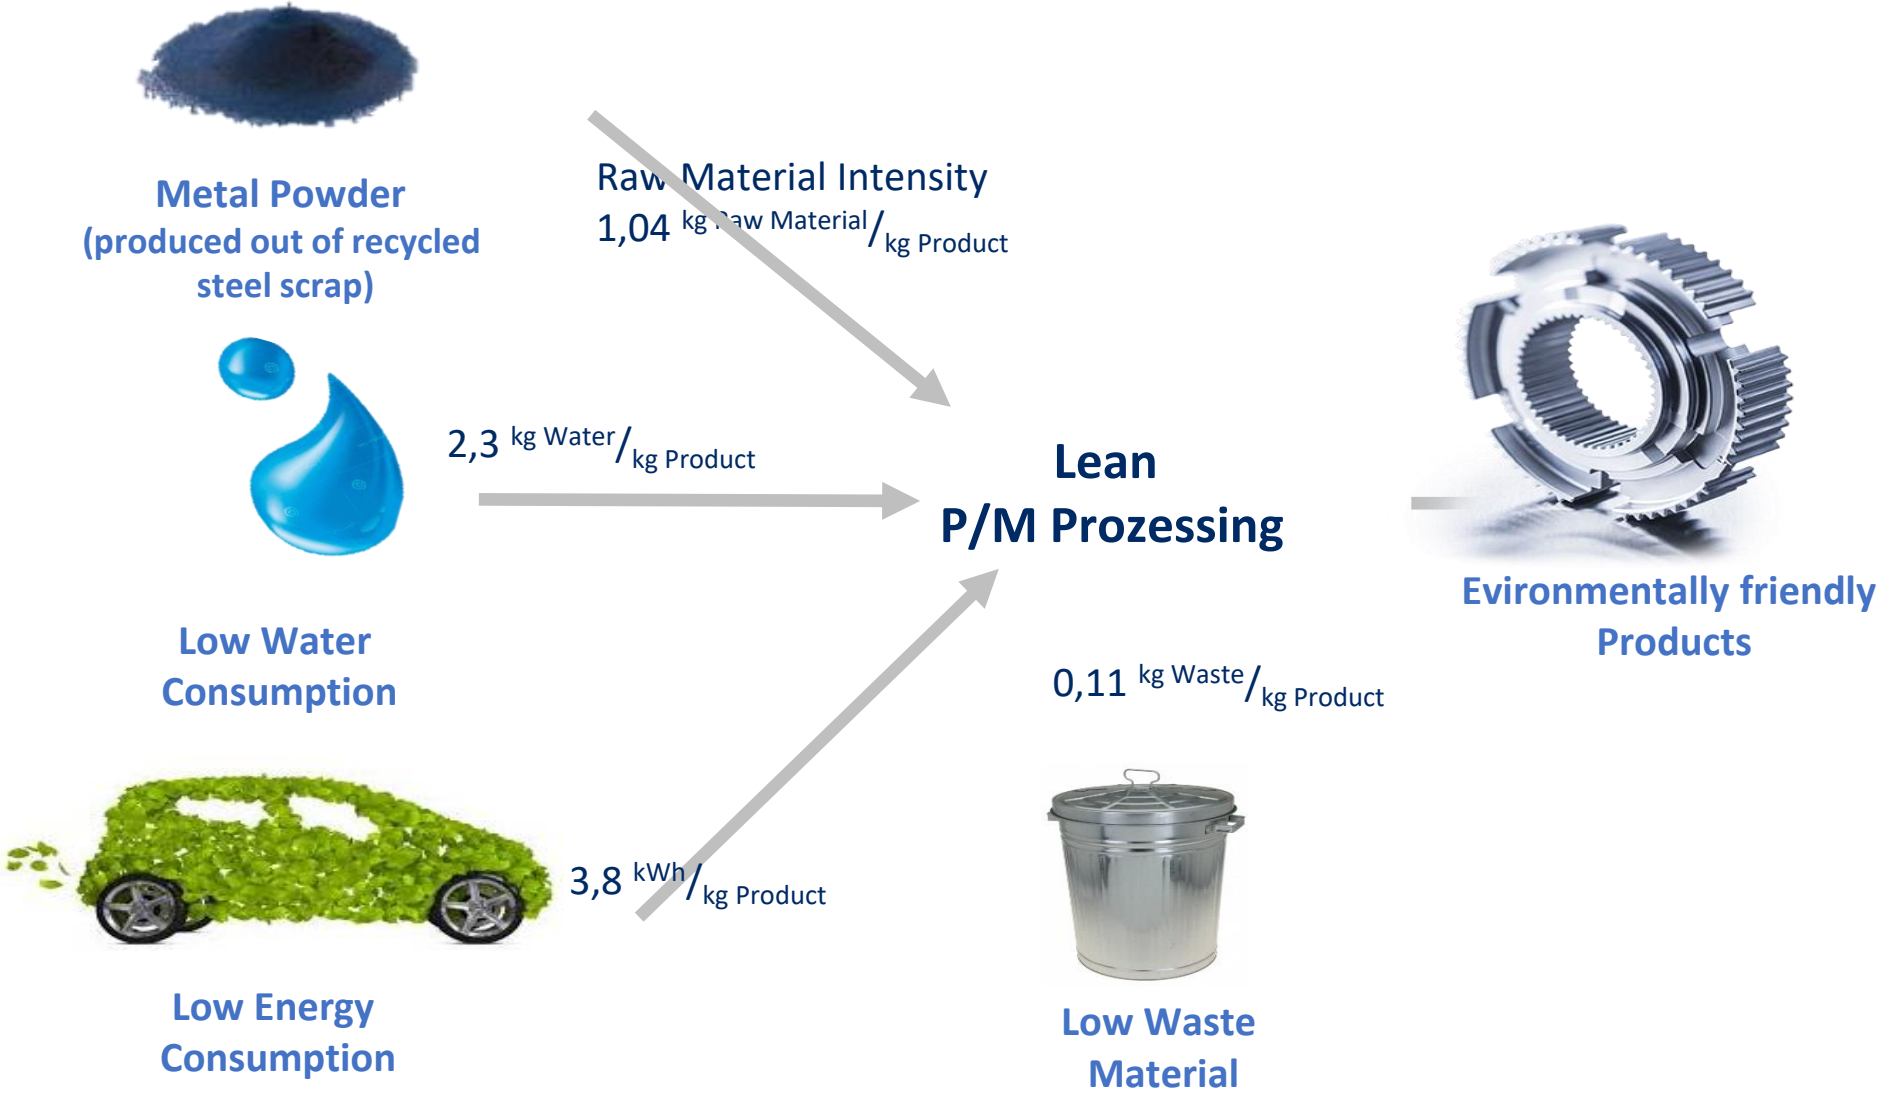 Metal Powder
(produced out of recycled
steel scrap)
Raw Material Intensity
1,04 kg Raw Material/kg Product
2,3 kg Water/kg Product
Low Water
Consumption
Lean
P/M Prozessing
Evironmentally friendly
Products
0,11 kg Waste/kg Product
3,8 kWh/kg Product
Low Energy
Consumption
Low Waste
Material